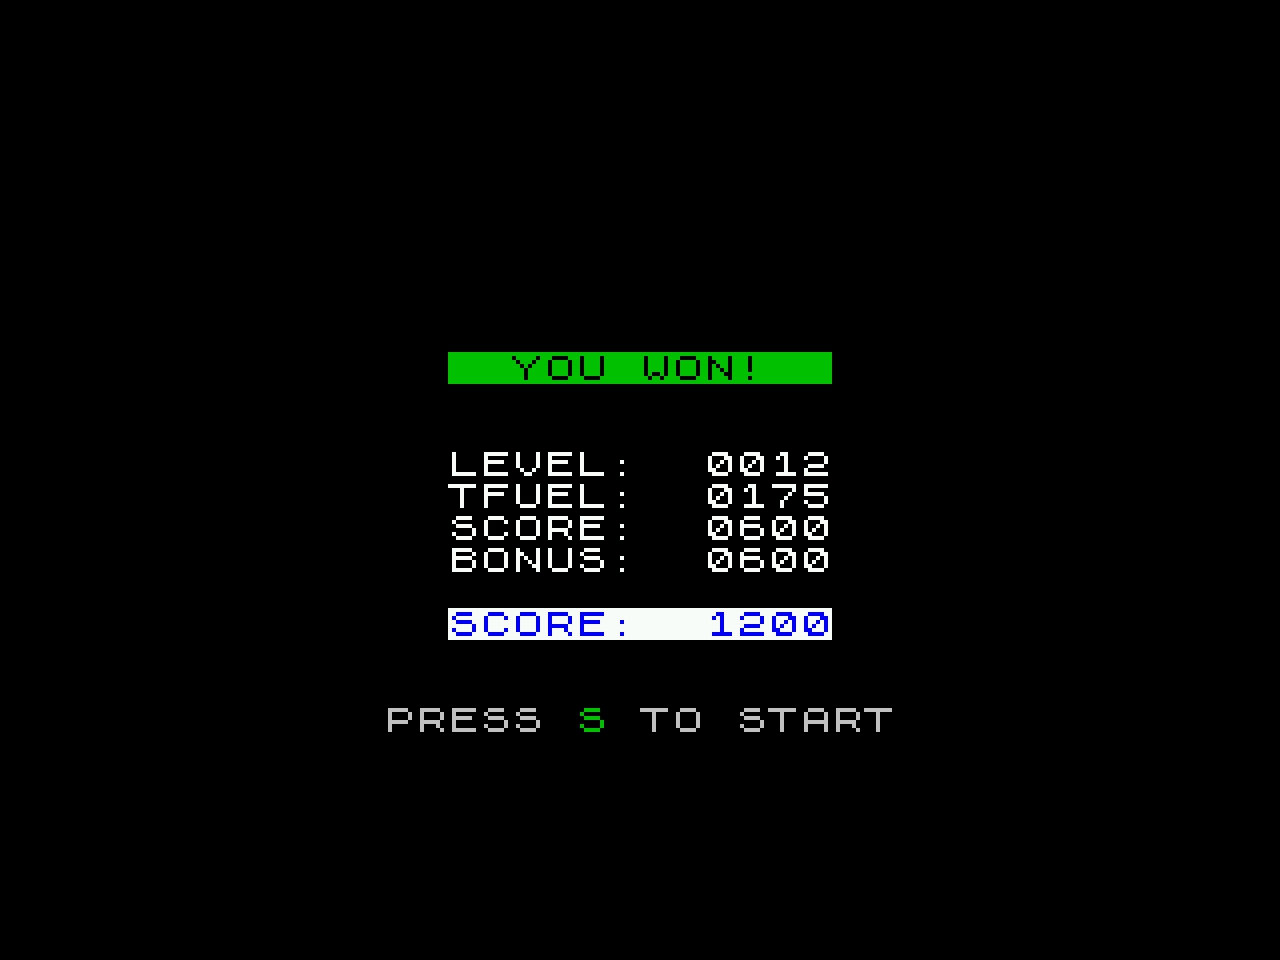 YOU WON!
LEVEL: 0012
TFUEL: 0175
SCORE: 0600
BONUS: 0600
SCORE: 1200
PRESS S TO START